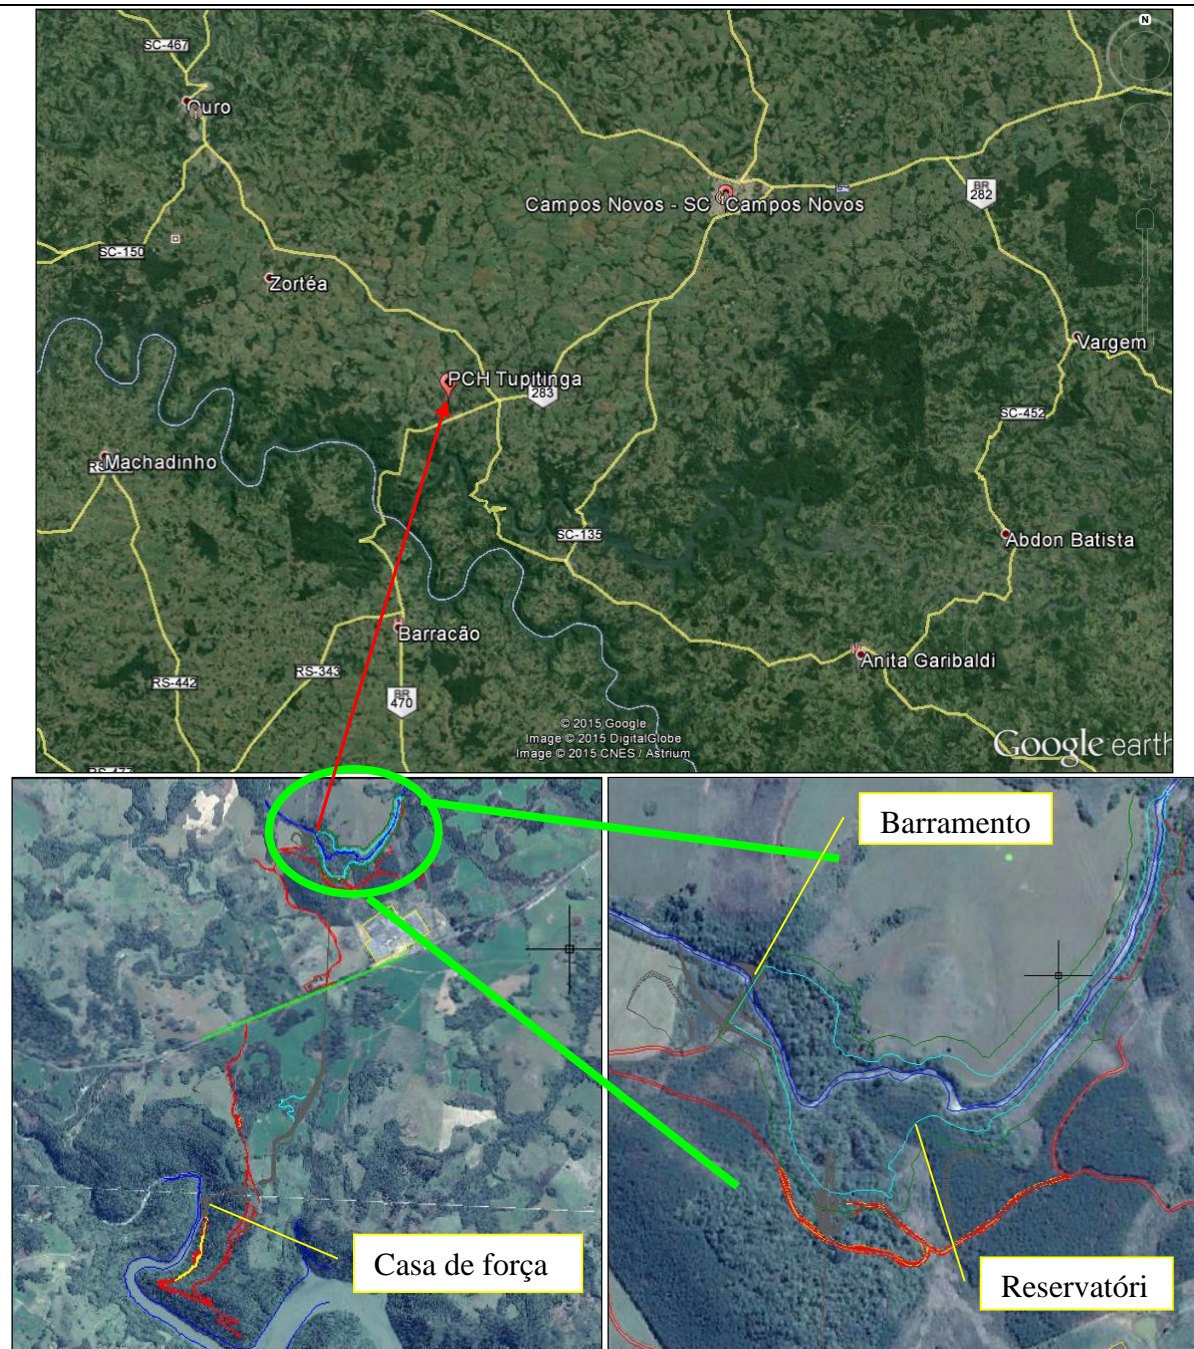 N
SC-467
Ouro
BR
282
Campos Novos - SC
Campos Novos
SC-150
Zortéa
Vargem
PCH Tupitinga
283
SC-452
Machadinho
SC-135
Abdon Batista
Barracão
Anita Garibaldi
RS-343
RS-442
BR
470
© 2015 Google
Image © 2015 DigitalGlobe
Image © 2015 CNES / Astrium
Google earth
Barramento
Casa de força
Reservatóri